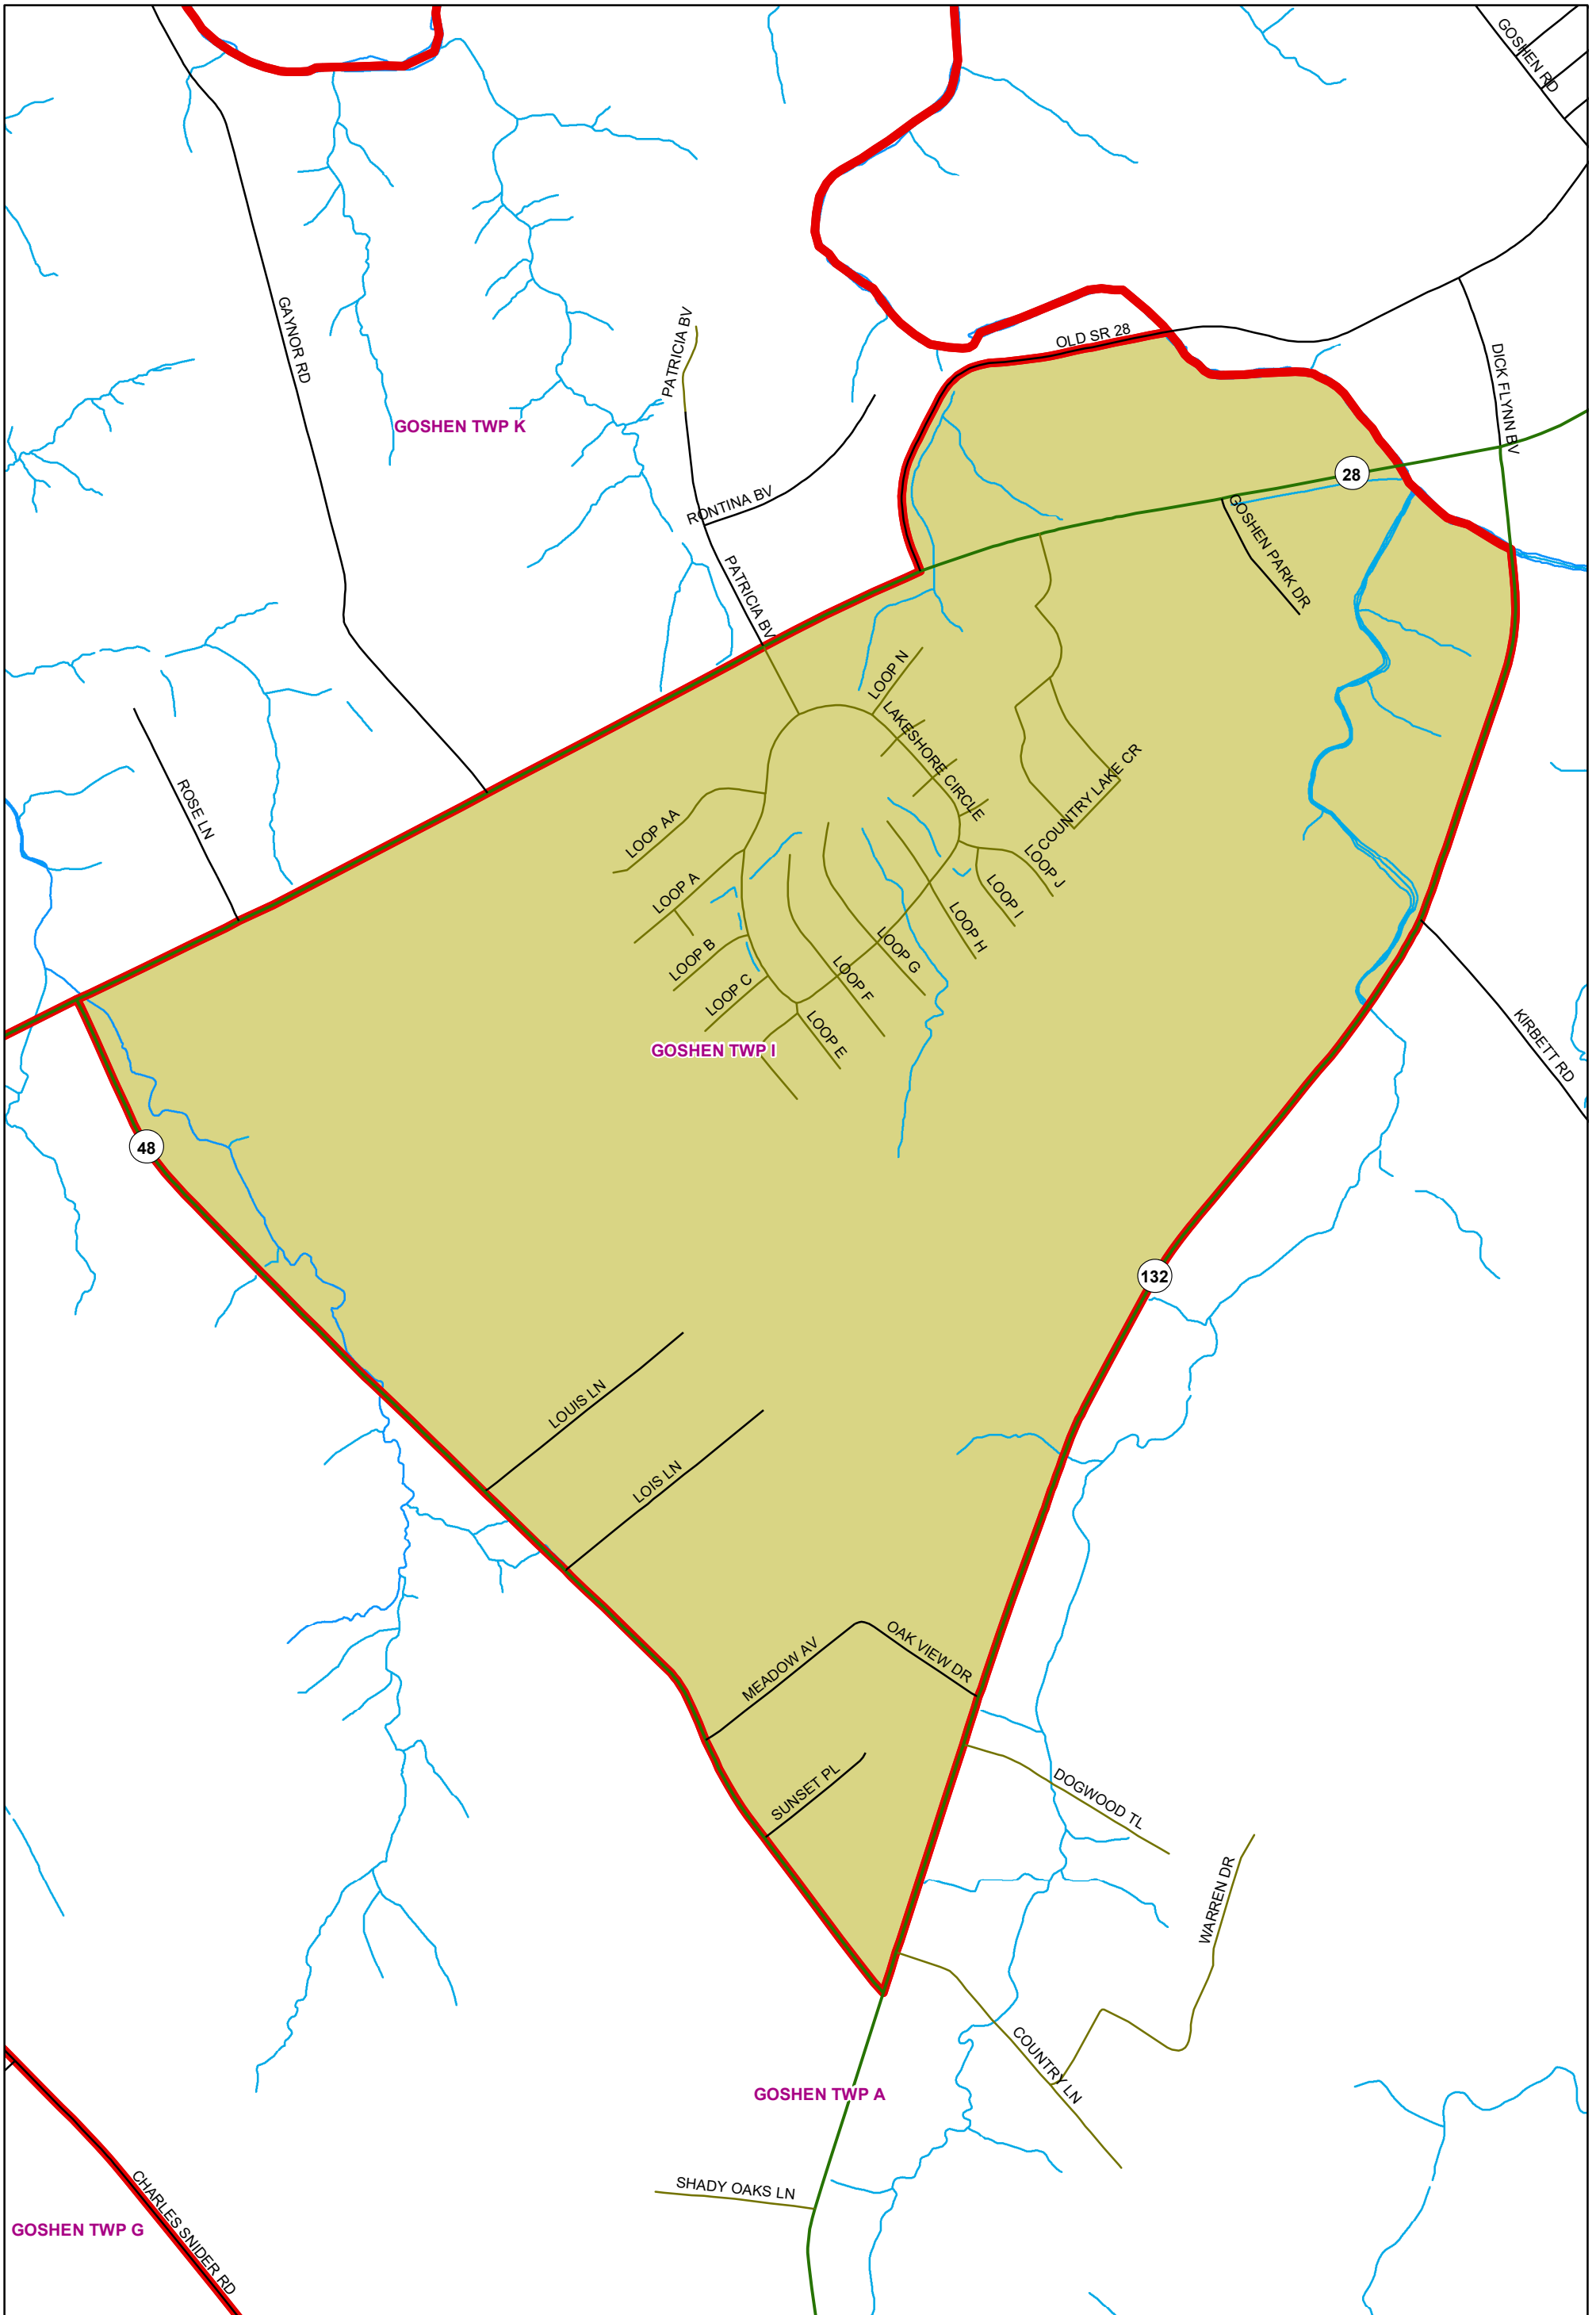 GOSHEN RD
GAYNOR RD
PATRICIA BV
OLD SR 28
DICK FLYNN BV
GOSHEN TWP K
28
RONTINA BV
GOSHEN PARK DR
PATRICIA BV
LOOP N
LAKESHORE CIRCLE
COUNTRY LAKE CR
ROSE LN
LOOP AA
LOOP J
LOOP A
LOOP I
LOOP H
LOOP B
LOOP G
LOOP C
LOOP F
LOOP E
GOSHEN TWP I
KIRBETT RD
48
132
LOUIS LN
LOIS LN
MEADOW AV
OAK VIEW DR
SUNSET PL
DOGWOOD TL
WARREN DR
COUNTRY LN
GOSHEN TWP A
SHADY OAKS LN
CHARLES SNIDER RD
GOSHEN TWP G